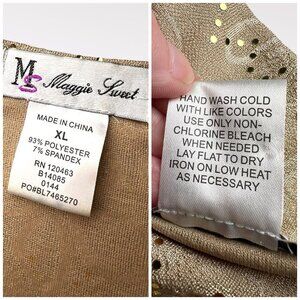 MS Maggie Sweet
MADE IN CHINA
XL
93% POLYESTER
7% SPANDEX
RN 120463
B14085
0144
PO#BL7465270
HAND WASH COLD
WITH LIKE COLORS
USE ONLY NON-
CHLORINE BLEACH
WHEN NEEDED
LAY FLAT TO DRY
IRON ON LOW HEAT
AS NECESSARY